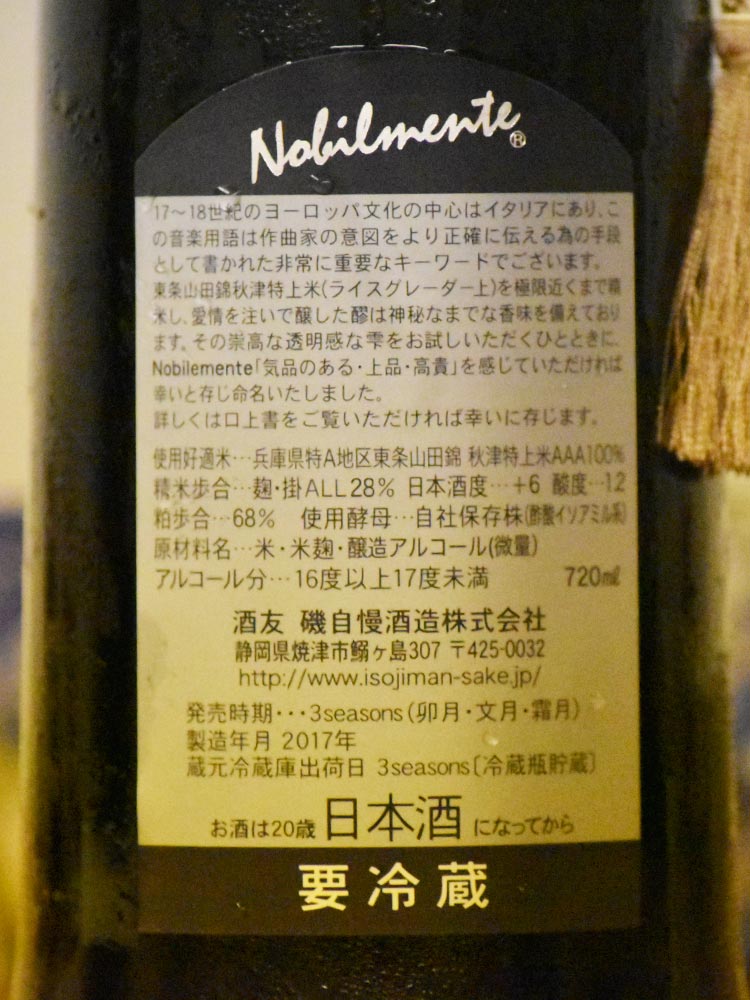 Nobilmente®
17〜18世紀のヨーロッパ文化の中心はイタリアにあり、こ
の音楽用語は作曲家の意図をより正確に伝える為の手段
として書かれた非常に重要なキーワードでございます。
東条山田錦秋津特上米(ライスグレーダー上)を極限近くまで精
米し、愛情を注いで醸した醪は神秘なまでな香味を備えており
ます。その崇高な透明感な雫をお試しいただくひとときに、
Nobilemente「気品のある・上品・高貴」を感じていただければ
幸いと存じ命名いたしました。
詳しくは口上書をご覧いただければ幸いに存じます。
使用好適米…兵庫県特A地区東条山田錦 秋津特上米AAA100%
精米歩合…麹・掛ALL28% 日本酒度…+6 酸度…1.2
粕歩合…68% 使用酵母…自社保存株(酢酸イソアミル系)
原材料名…米・米麹・醸造アルコール(微量)
アルコール分…16度以上17度未満 720㎖
酒友 磯自慢酒造株式会社
静岡県焼津市鰯ヶ島307 〒425-0032
http://www.isojiman-sake.jp/
発売時期・・・3seasons(卯月・文月・霜月)
製造年月 2017年
蔵元冷蔵庫出荷日 3seasons〔冷蔵瓶貯蔵〕
お酒は20歳 日本酒 になってから
要冷蔵